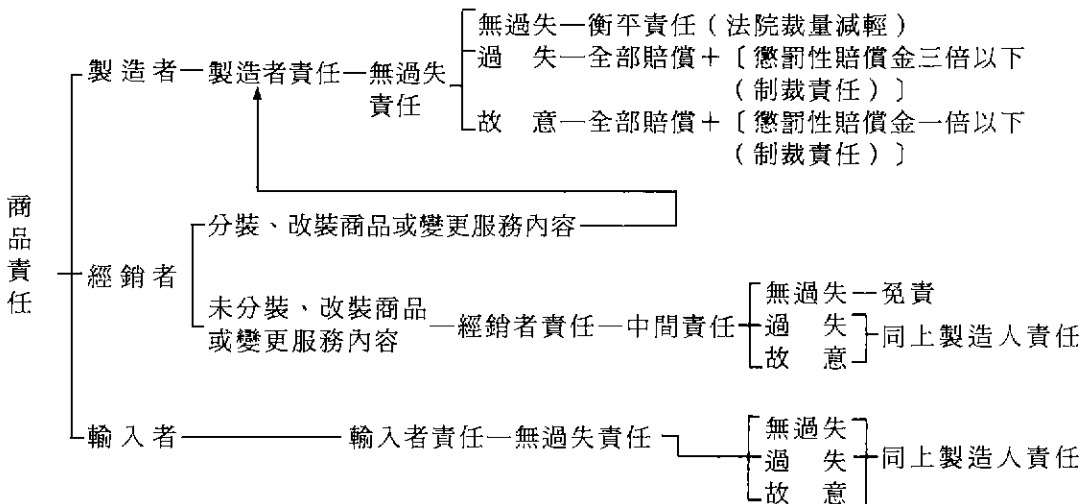 商品責任
製造者—製造者責任—無過失
責任
無過失—衡平責任（法院裁量減輕）
過　失—全部賠償＋〔懲罰性賠償金三倍以下
（制裁責任）〕
故　意—全部賠償＋〔懲罰性賠償金一倍以下
（制裁責任）〕
經銷者
分裝、改裝商品或變更服務內容
未分裝、改裝商品
或變更服務內容
—經銷者責任—中間責任
無過失—免責
過　失
故　意
同上製造人責任
輸入者——輸入者責任—無過失責任
無過失
過　失
故　意
同上製造人責任